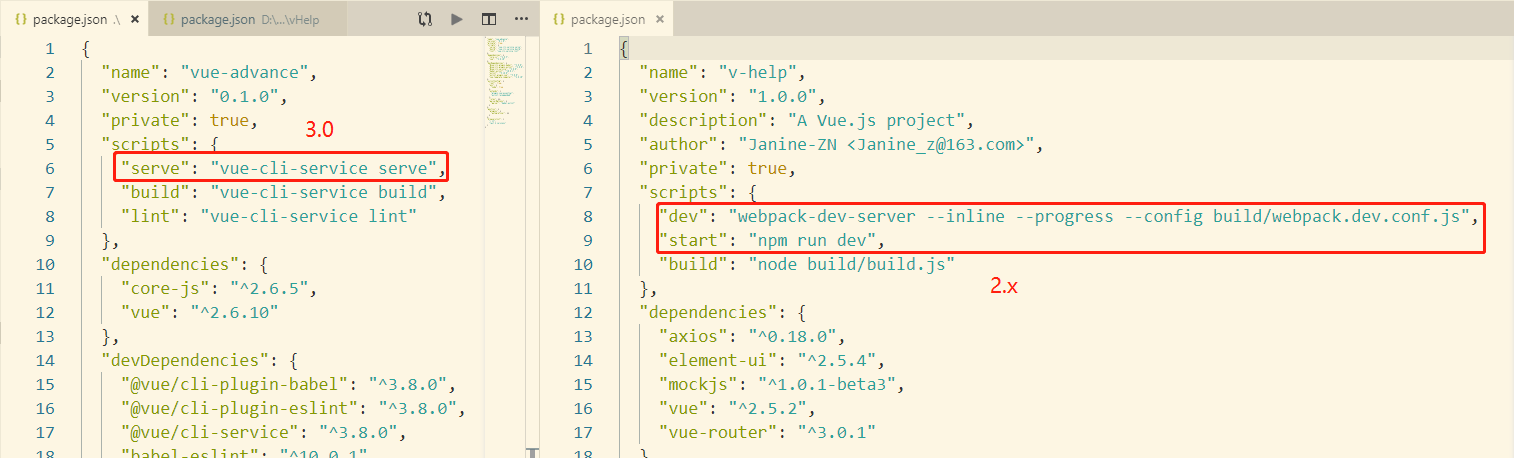 {} package.json .\ × {} package.json D:\...\vHelp
1 {
2 "name": "vue-advance",
3 "version": "0.1.0",
4 "private": true,
3.0
5 "scripts": {
6 "serve": "vue-cli-service serve",
7 "build": "vue-cli-service build",
8 "lint": "vue-cli-service lint"
9 },
10 "dependencies": {
11 "core-js": "^2.6.5",
12 "vue": "^2.6.10"
13 },
14 "devDependencies": {
15 "@vue/cli-plugin-babel": "^3.8.0",
16 "@vue/cli-plugin-eslint": "^3.8.0",
17 "@vue/cli-service": "^3.8.0",
18 "babel-eslint": "^10.0.1"
{} package.json ×
1 {
2 "name": "v-help",
3 "version": "1.0.0",
4 "description": "A Vue.js project",
5 "author": "Janine-ZN <Janine_z@163.com>",
6 "private": true,
7 "scripts": {
8 "dev": "webpack-dev-server --inline --progress --config build/webpack.dev.conf.js",
9 "start": "npm run dev",
10 "build": "node build/build.js"
2.x
11 },
12 "dependencies": {
13 "axios": "^0.18.0",
14 "element-ui": "^2.5.4",
15 "mockjs": "^1.0.1-beta3",
16 "vue": "^2.5.2",
17 "vue-router": "^3.0.1"
18 }